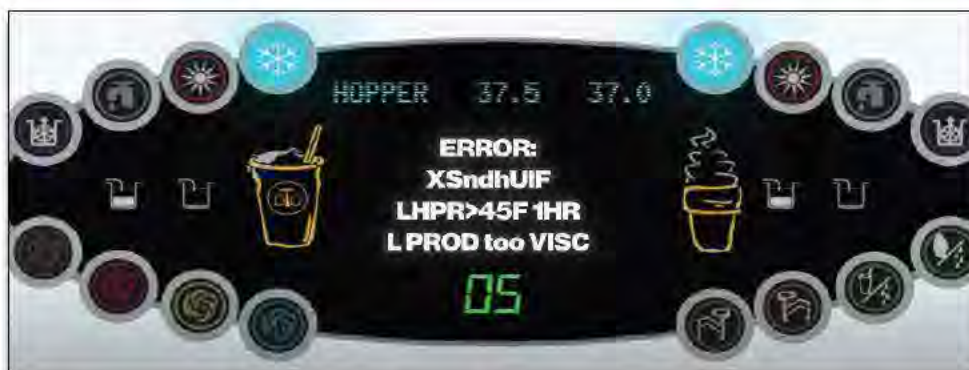 HOPPER 37.5 37.0
ERROR:
XSndhUIF
LHPR>45F 1HR
L PROD too VISC
05